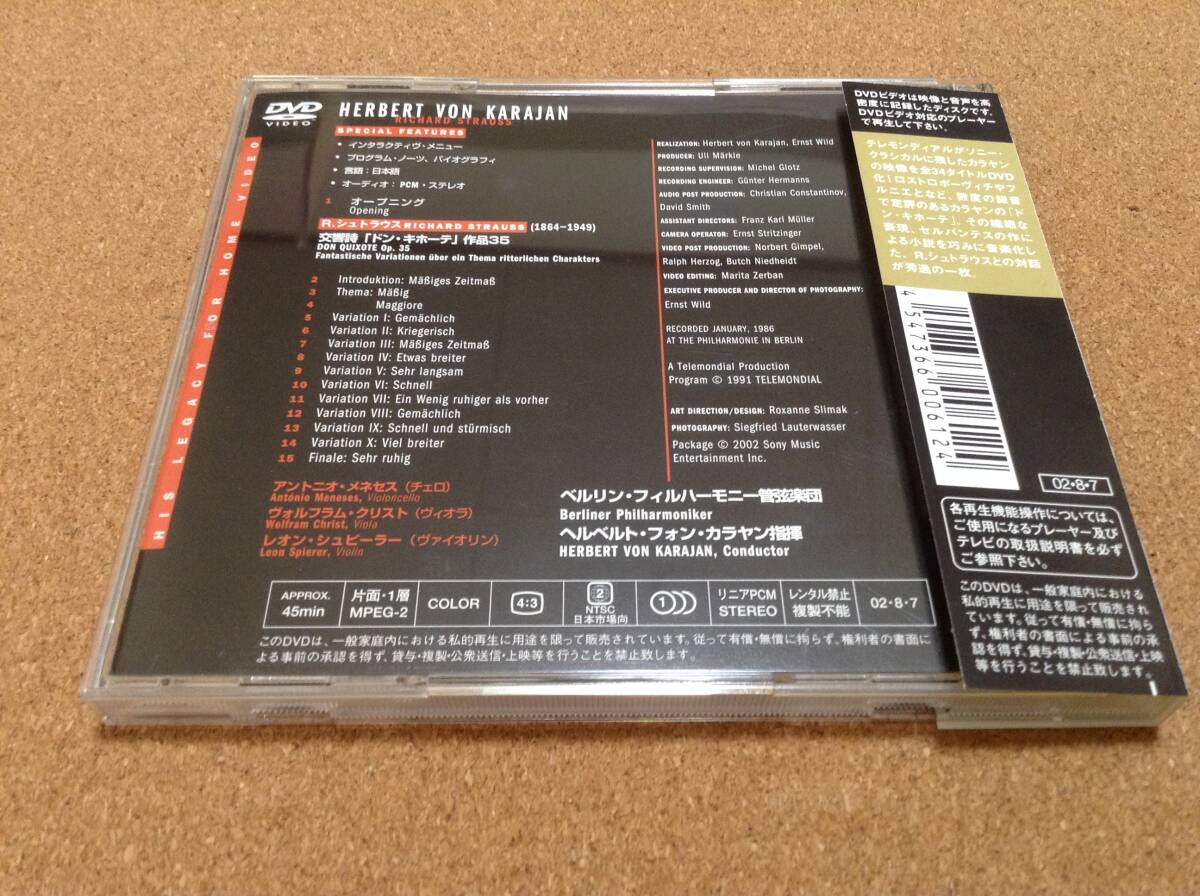 DVD
VIDEO
HERBERT VON KARAJAN
RICHARD STRAUSS
SPECIAL FEATURES
• インタラクティヴ・メニュー
• プログラム・ノーツ、バイオグラフィ
• 言語:日本語
• オーディオ: PCM・ステレオ
1 オープニング
Opening
R.シュトラウス RICHARD STRAUSS (1864–1949)
交響詩「ドン・キホーテ」作品35
DON QUIXOTE Op. 35
Fantastische Variationen über ein Thema ritterlichen Charakters
2 Introduktion: Mäßiges Zeitmaß
3 Thema: Mäßig
4 Maggiore
5 Variation I: Gemächlich
6 Variation II: Kriegerisch
7 Variation III: Mäßiges Zeitmaß
8 Variation IV: Etwas breiter
9 Variation V: Sehr langsam
10 Variation VI: Schnell
11 Variation VII: Ein Wenig ruhiger als vorher
12 Variation VIII: Gemächlich
13 Variation IX: Schnell und stürmisch
14 Variation X: Viel breiter
15 Finale: Sehr ruhig
アントニオ・メネセス(チェロ)
António Meneses, Violoncello
ヴォルフラム・クリスト(ヴィオラ)
Wolfram Christ, Viola
レオン・シュピーラー(ヴァイオリン)
Leon Spierer, Violin
HIS LEGACY FOR HOME VIDEO
REALIZATION: Herbert von Karajan, Ernst Wild
PRODUCER: Uli Märkle
RECORDING SUPERVISION: Michel Glotz
RECORDING ENGINEER: Günter Hermanns
AUDIO POST PRODUCTION: Christian Constantinov,
David Smith
ASSISTANT DIRECTORS: Franz Karl Müller
CAMERA OPERATOR: Ernst Stritzinger
VIDEO POST PRODUCTION: Norbert Gimpel,
Ralph Herzog, Butch Niedheidt
VIDEO EDITING: Marita Zerban
EXECUTIVE PRODUCER AND DIRECTOR OF PHOTOGRAPHY:
Ernst Wild
RECORDED JANUARY, 1986
AT THE PHILHARMONIE IN BERLIN
A Telemondial Production
Program © 1991 TELEMONDIAL
ART DIRECTION/DESIGN: Roxanne Slimak
PHOTOGRAPHY: Siegfried Lauterwasser
Package © 2002 Sony Music
Entertainment Inc.
ベルリン・フィルハーモニー管弦楽団
Berliner Philharmoniker
ヘルベルト・フォン・カラヤン指揮
HERBERT VON KARAJAN, Conductor
APPROX.
45min
片面・1層
MPEG-2
COLOR
4:3
2
NTSC
日本市場向
1
リニアPCM
STEREO
レンタル禁止
複製不能
02・8・7
このDVDは、一般家庭内における私的再生に用途を限って販売されています。従って有償・無償に拘らず、権利者の書面に
よる事前の承認を得ず、貸与・複製・公衆送信・上映等を行うことを禁止致します。
DVDビデオは映像と音声を高
密度に記録したディスクです。
DVDビデオ対応のプレーヤー
で再生して下さい。
テレモンディアルがソニー・
クラシカルに残したカラヤン
の映像を全34タイトルDVD
化!ロストロポーヴィチやフ
ルニエとなど、数度の録音
で定評のあるカラヤンの「ド
ン・キホーテ」。その繊細な
表現、セルバンテスの作に
よる小説を巧みに音楽化し
た、R.シュトラウスとの対話
が秀逸の一枚。
4547366006124
02・8・7
各再生機能操作については、
ご使用になるプレーヤー及び
テレビの取扱説明書を必ず
ご参照下さい。
このDVDは、一般家庭内における
私的再生に用途を限って販売され
ています。従って有償・無償に拘ら
ず、権利者の書面による事前の承
認を得ず、貸与・複製・公衆送信・上映
等を行うことを禁止致します。